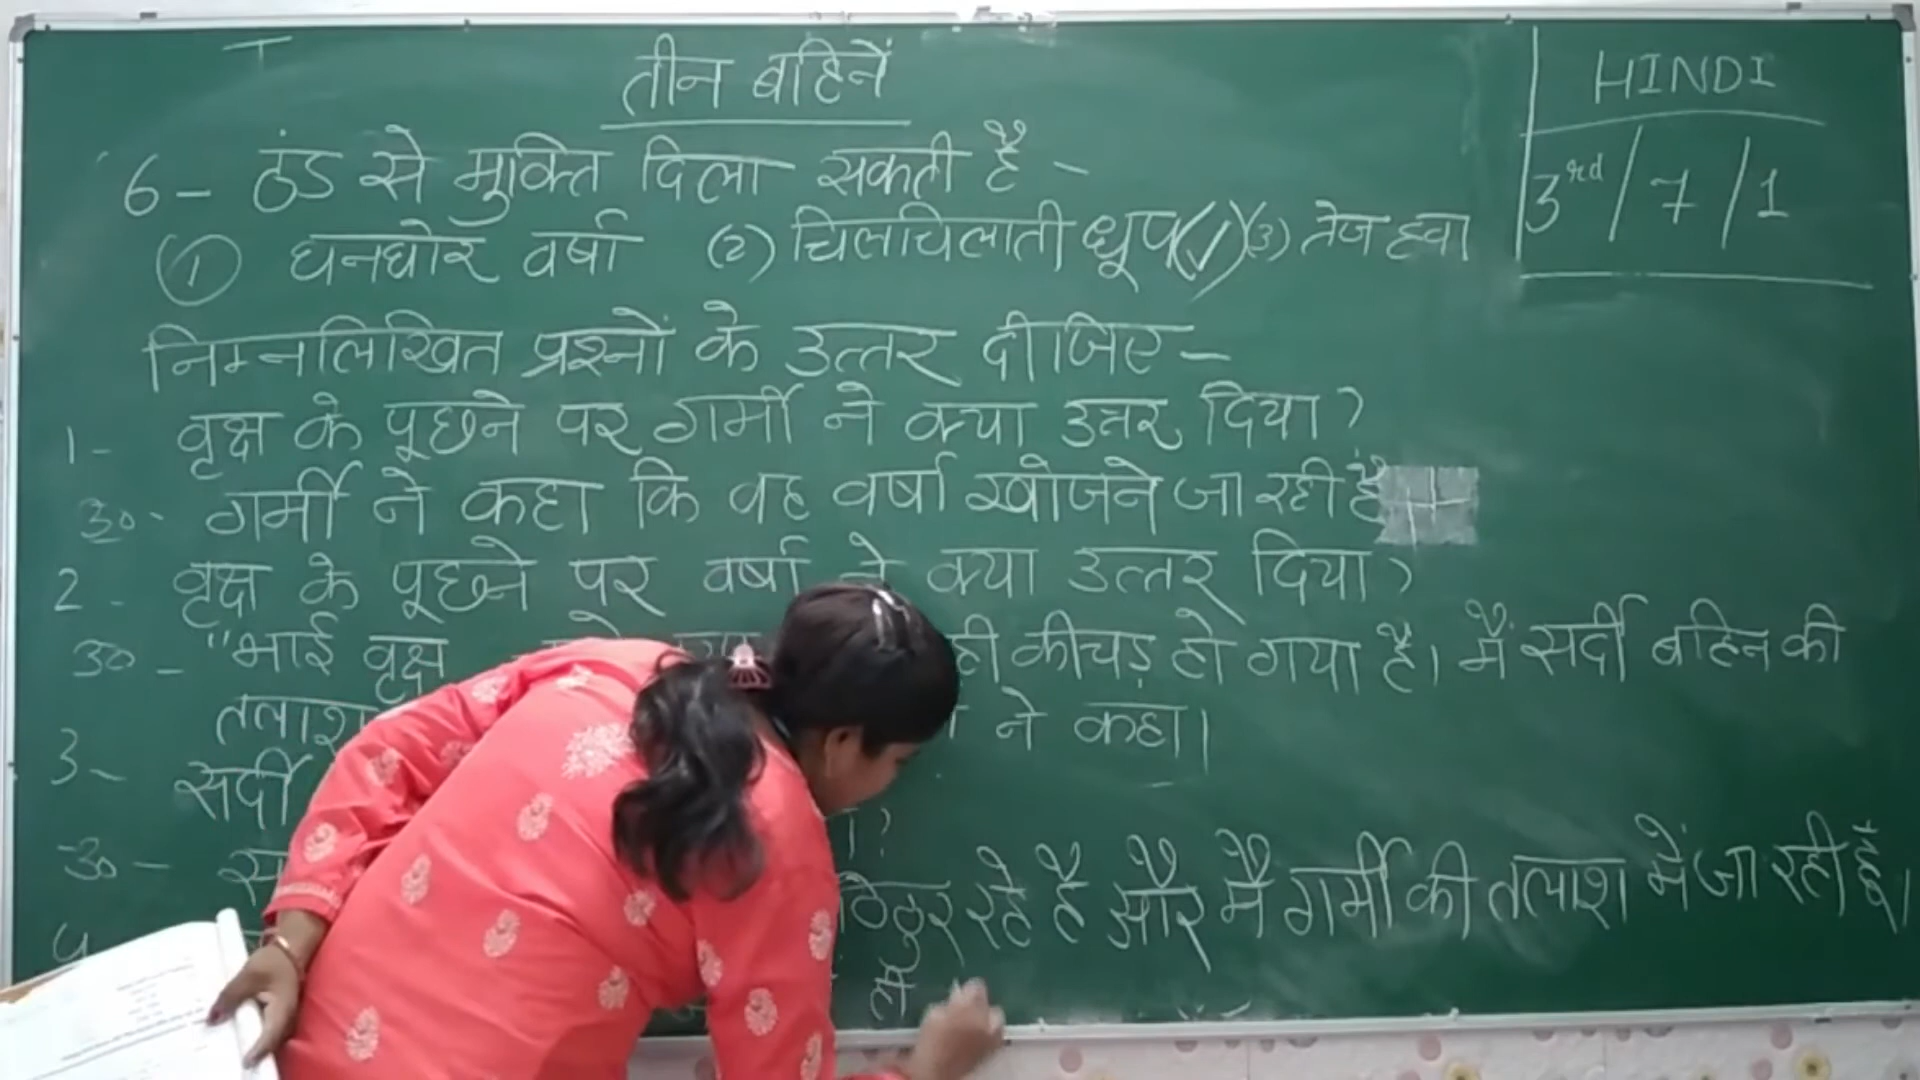 तीन बहिनें
HINDI
3rd / 7 / 1
6- ठंड से मुक्ति दिला सकती है -
① घनघोर वर्षा (2) चिलचिलाती धूप(✓) (3) तेज हवा
निम्नलिखित प्रश्नों के उत्तर दीजिए-
1- वृक्ष के पूछने पर गर्मी ने क्या उत्तर दिया?
उ०- गर्मी ने कहा कि वह वर्षा खोजने जा रही है
2- वृक्ष के पूछने पर वर्षा ने क्या उत्तर दिया?
उ०- "भाई वृक्ष ही कीचड़ हो गया है। मैं सर्दी बहिन की
तलाश ने कहा।
3- सर्दी ?
उ०- ठिठुर रहे है और मै गर्मी की तलाश में जा रही हूँ।
4